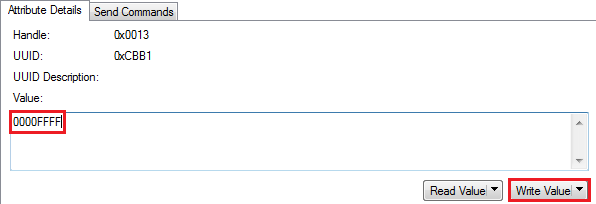 Attribute Details Send Commands
Handle: 0x0013
UUID: 0xCBB1
UUID Description:
Value:
0000FFFF
Read Value Write Value